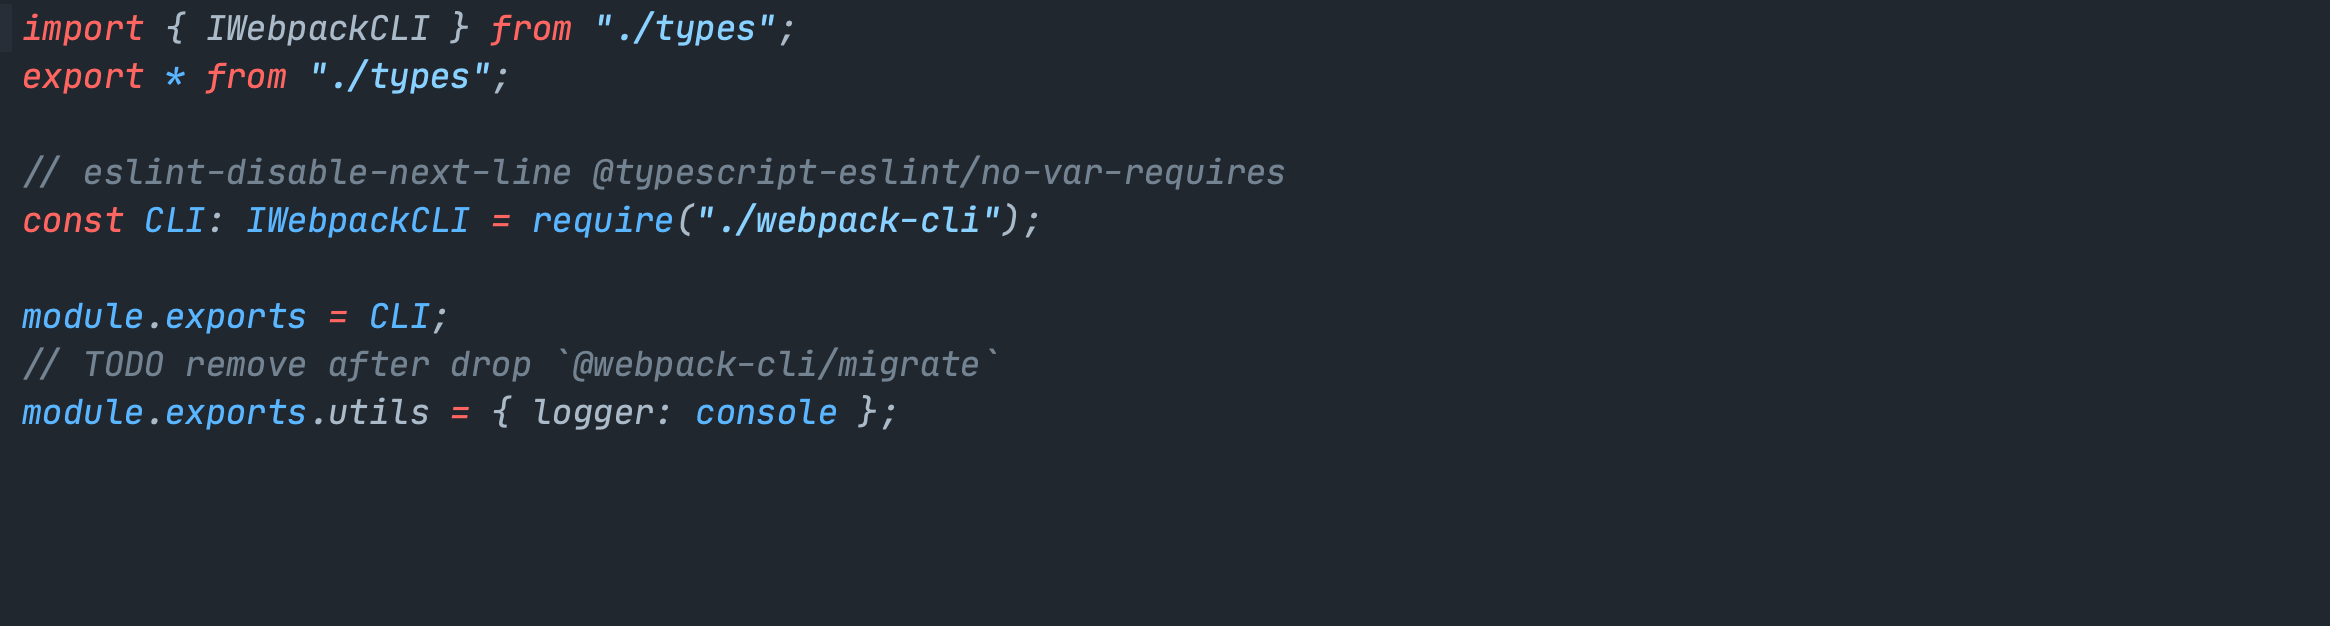 import { IWebpackCLI } from "./types";
export * from "./types";
// eslint-disable-next-line @typescript-eslint/no-var-requires
const CLI: IWebpackCLI = require("./webpack-cli");
module.exports = CLI;
// TODO remove after drop `@webpack-cli/migrate`
module.exports.utils = { logger: console };